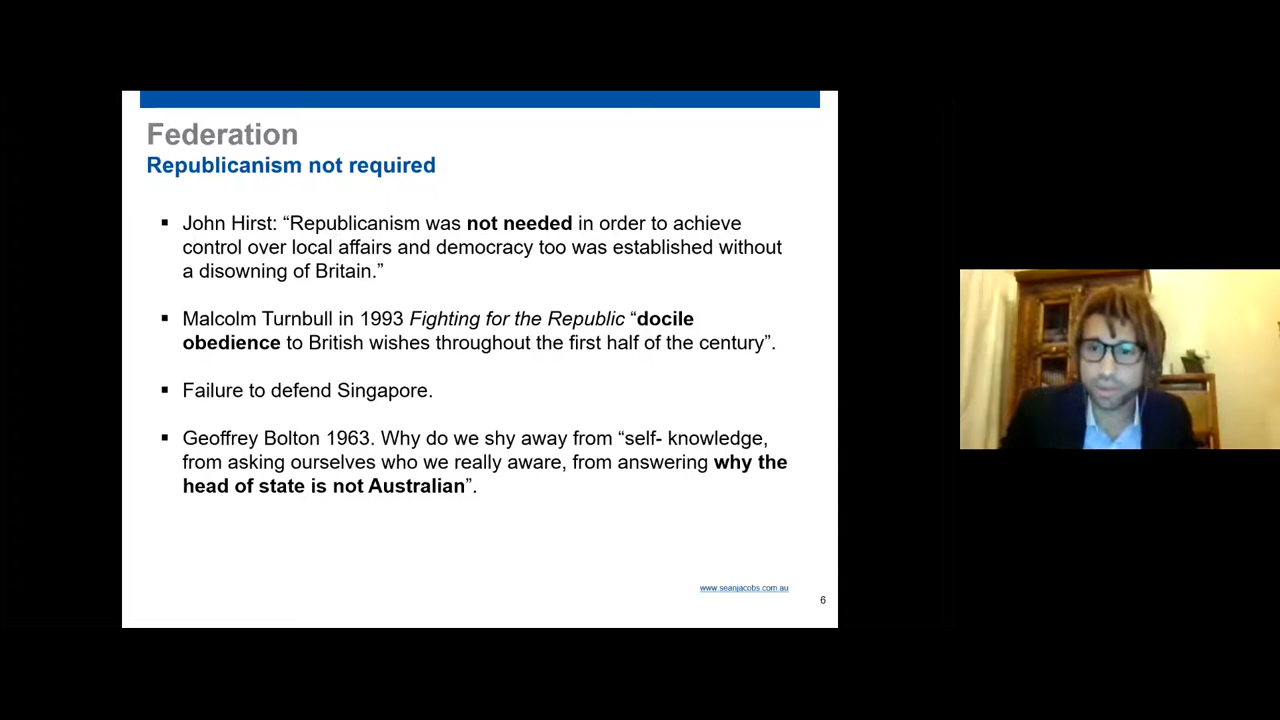 Federation
Republicanism not required
▪ John Hirst: “Republicanism was not needed in order to achieve
control over local affairs and democracy too was established without
a disowning of Britain.”
▪ Malcolm Turnbull in 1993 Fighting for the Republic “docile
obedience to British wishes throughout the first half of the century”.
▪ Failure to defend Singapore.
▪ Geoffrey Bolton 1963. Why do we shy away from “self- knowledge,
from asking ourselves who we really aware, from answering why the
head of state is not Australian”.
www.seanjacobs.com.au
6